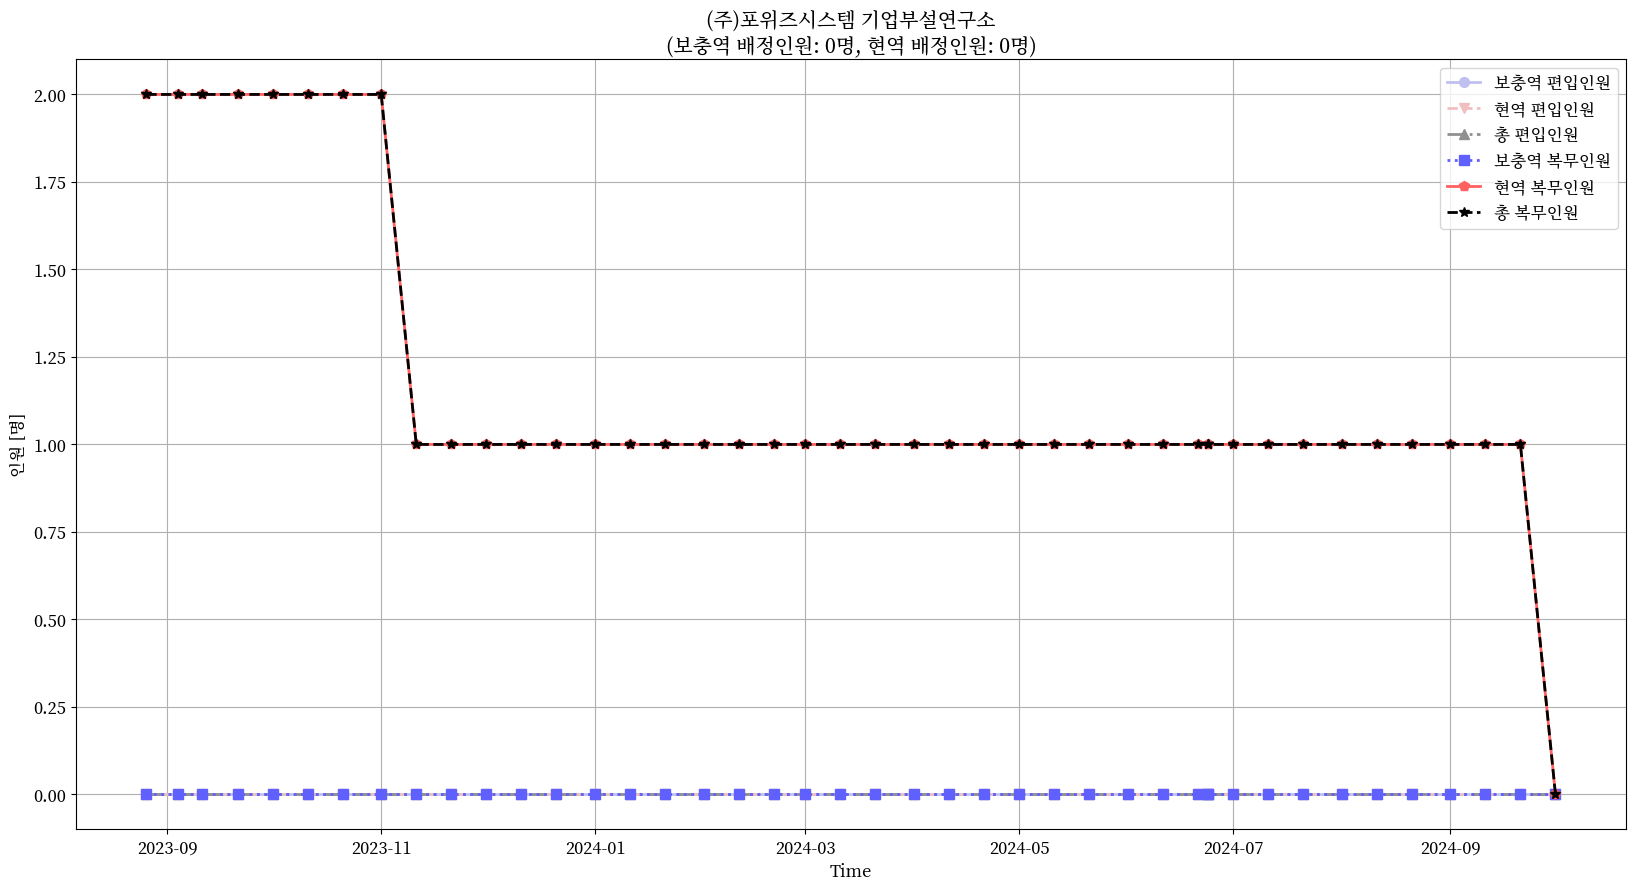 (주)포위즈시스템 기업부설연구소
(보충역 배정인원: 0명, 현역 배정인원: 0명)
보충역 편입인원
현역 편입인원
총 편입인원
보충역 복무인원
현역 복무인원
총 복무인원
인원 [명]
2.00
1.75
1.50
1.25
1.00
0.75
0.50
0.25
0.00
2023-09 2023-11 2024-01 2024-03 2024-05 2024-07 2024-09
Time